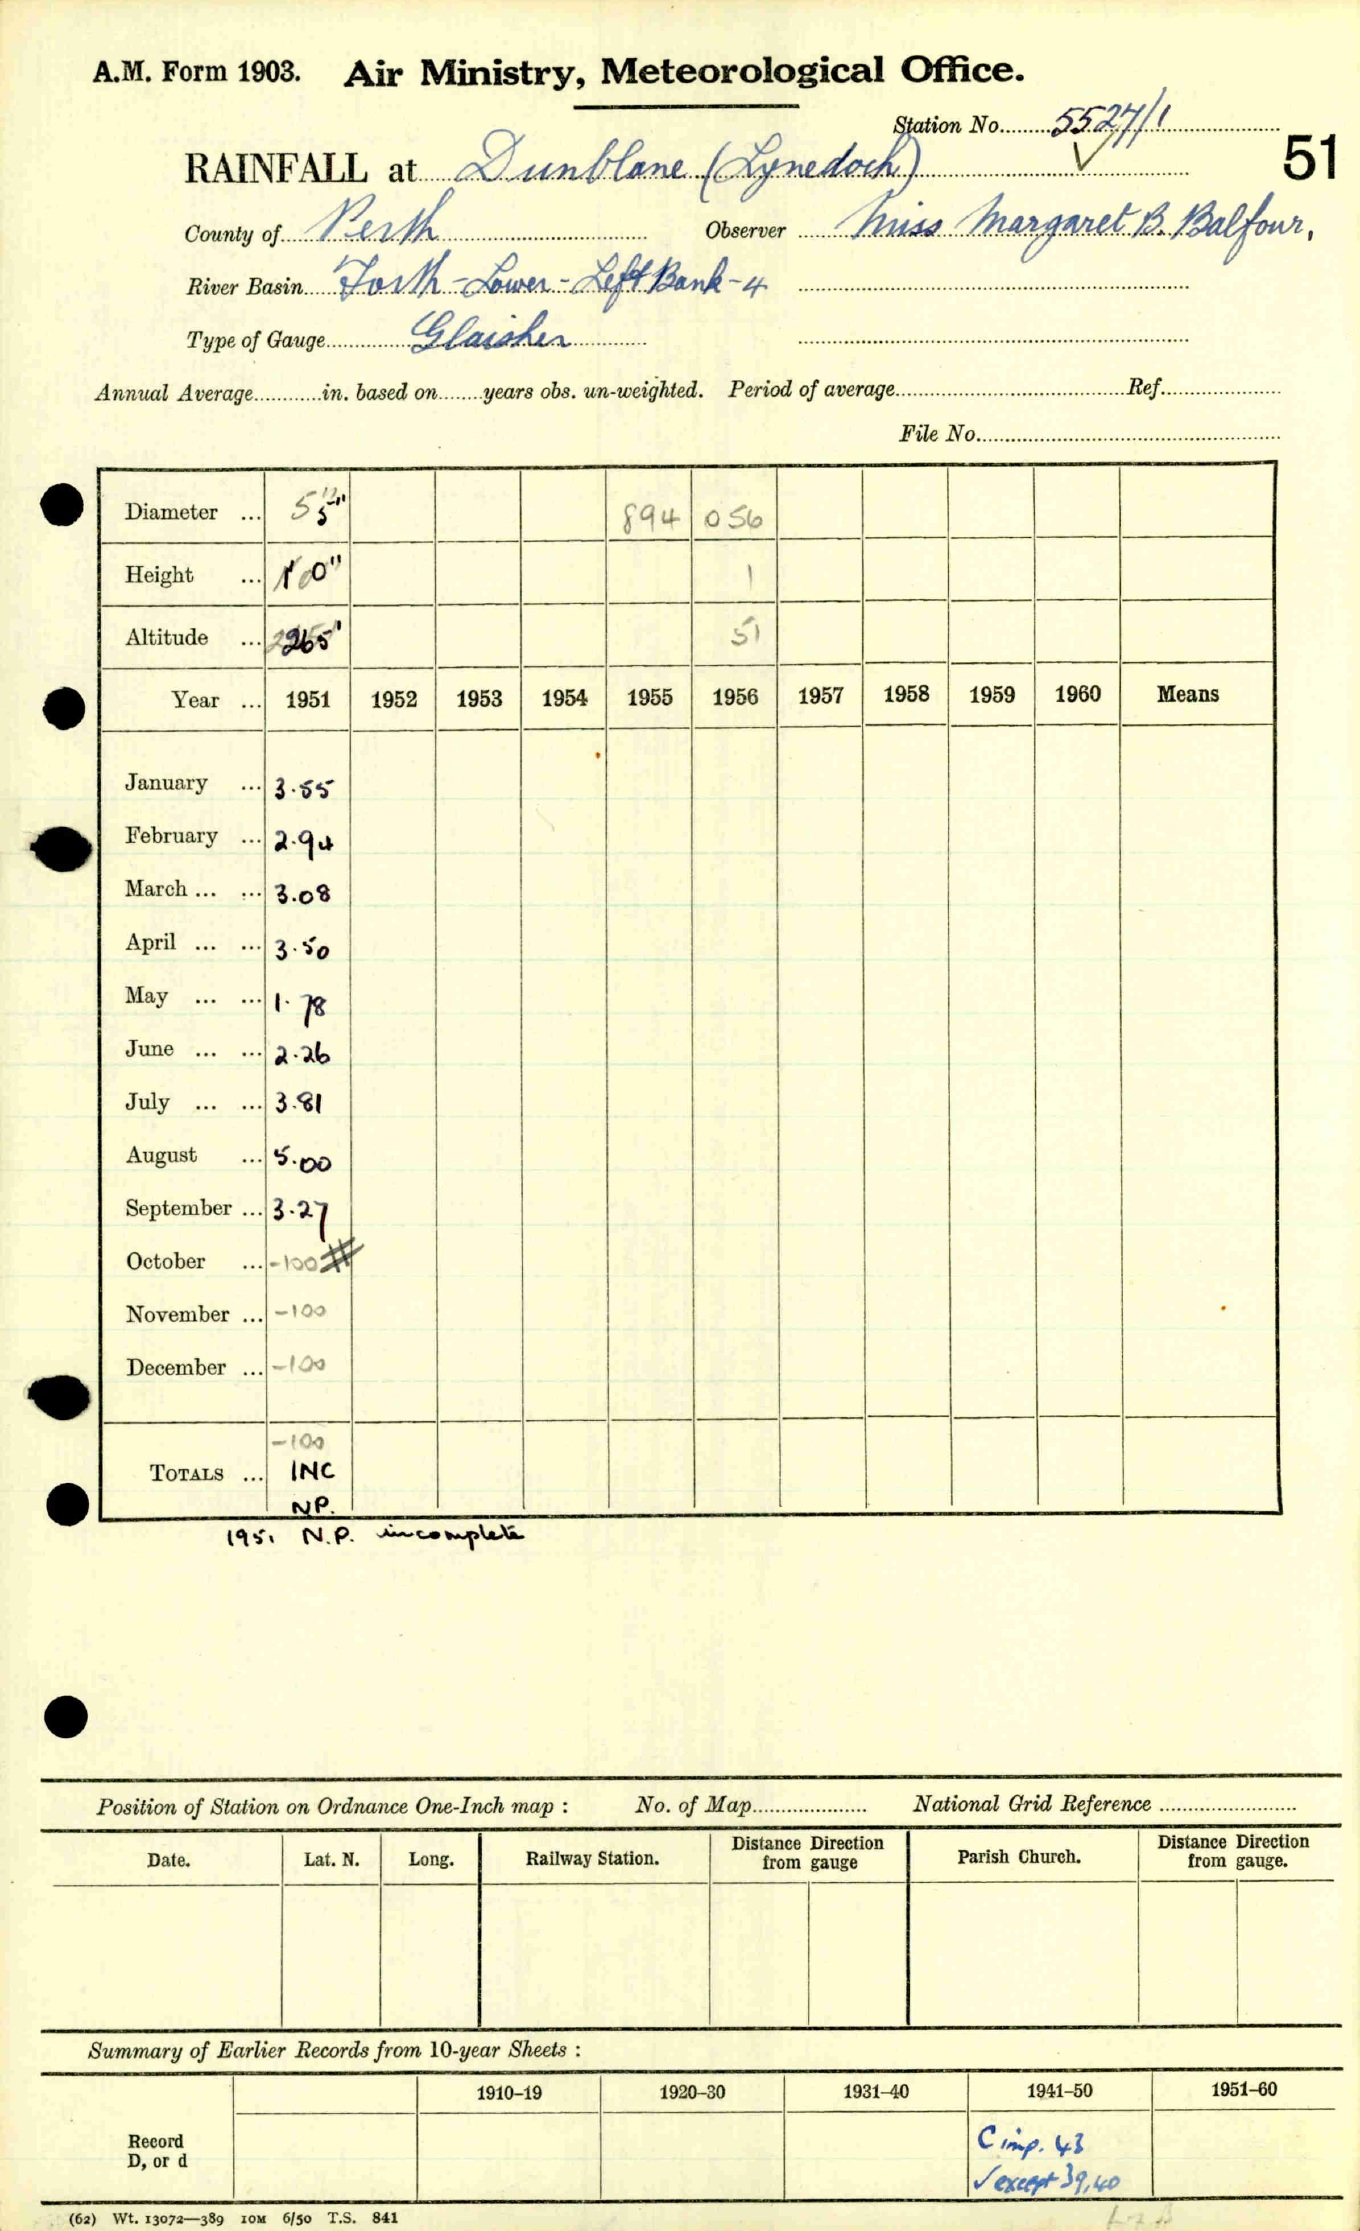 A.M. Form 1903. Air Ministry, Meteorological Office.
Station No. 5527/1
51
RAINFALL at Dunblane (Lynedoch)
County of Perth Observer Miss Margaret B. Balfour,
River Basin Forth - Lower - Left Bank - 4
Type of Gauge Glaisher
Annual Average in. based on years obs. un-weighted. Period of average Ref.
File No.
Diameter ... 5" 894 056
Height ... 1' 0" 1
Altitude ... 265' 51
Year ... 1951 1952 1953 1954 1955 1956 1957 1958 1959 1960 Means
January ... 3.55
February ... 2.94
March ... ... 3.08
April ... ... 3.50
May ... ... 1.78
June ... ... 2.26
July ... ... 3.81
August ... 5.00
September ... 3.27
October ... -100 #
November ... -100
December ... -100
-100
TOTALS ... INC
NP.
1951 N.P. incomplete
Position of Station on Ordnance One-Inch map : No. of Map National Grid Reference
Date. Lat. N. Long. Railway Station. Distance Direction from gauge Parish Church. Distance Direction from gauge.
Summary of Earlier Records from 10-year Sheets :
1910–19 1920–30 1931–40 1941–50 1951–60
Record D, or d
C imp. 43
✓ except 39,40
(62) Wt. 13072—389 10M 6/50 T.S. 841